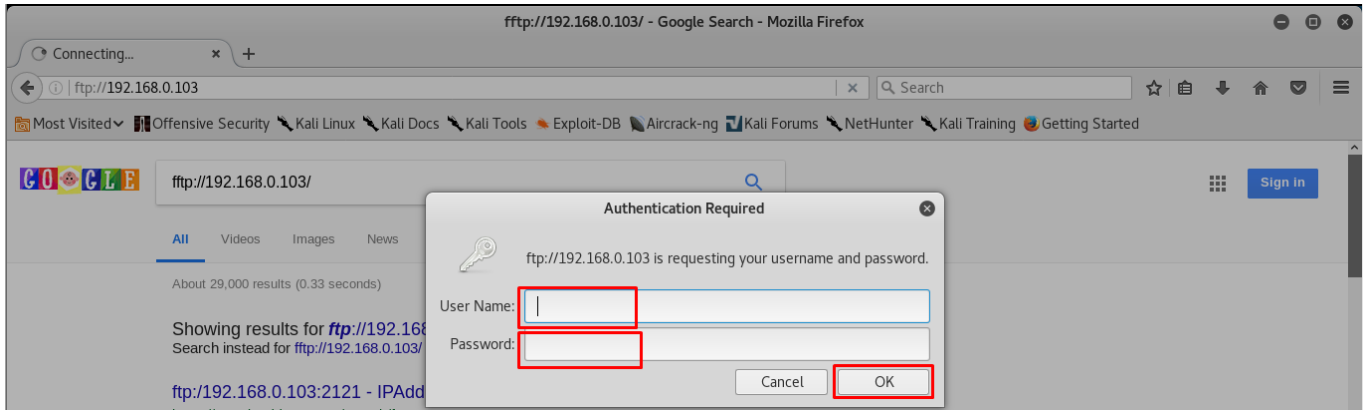 fftp://192.168.0.103/ - Google Search - Mozilla Firefox
Connecting...
ftp://192.168.0.103
Search
Most Visited Offensive Security Kali Linux Kali Docs Kali Tools Exploit-DB Aircrack-ng Kali Forums NetHunter Kali Training Getting Started
GOOGLE fftp://192.168.0.103/ Sign in
All Videos Images News
About 29,000 results (0.33 seconds)
Showing results for ftp://192.168
Search instead for fftp://192.168.0.103/
ftp:/192.168.0.103:2121 - IPAdd
Authentication Required
ftp://192.168.0.103 is requesting your username and password.
User Name:
Password:
Cancel OK